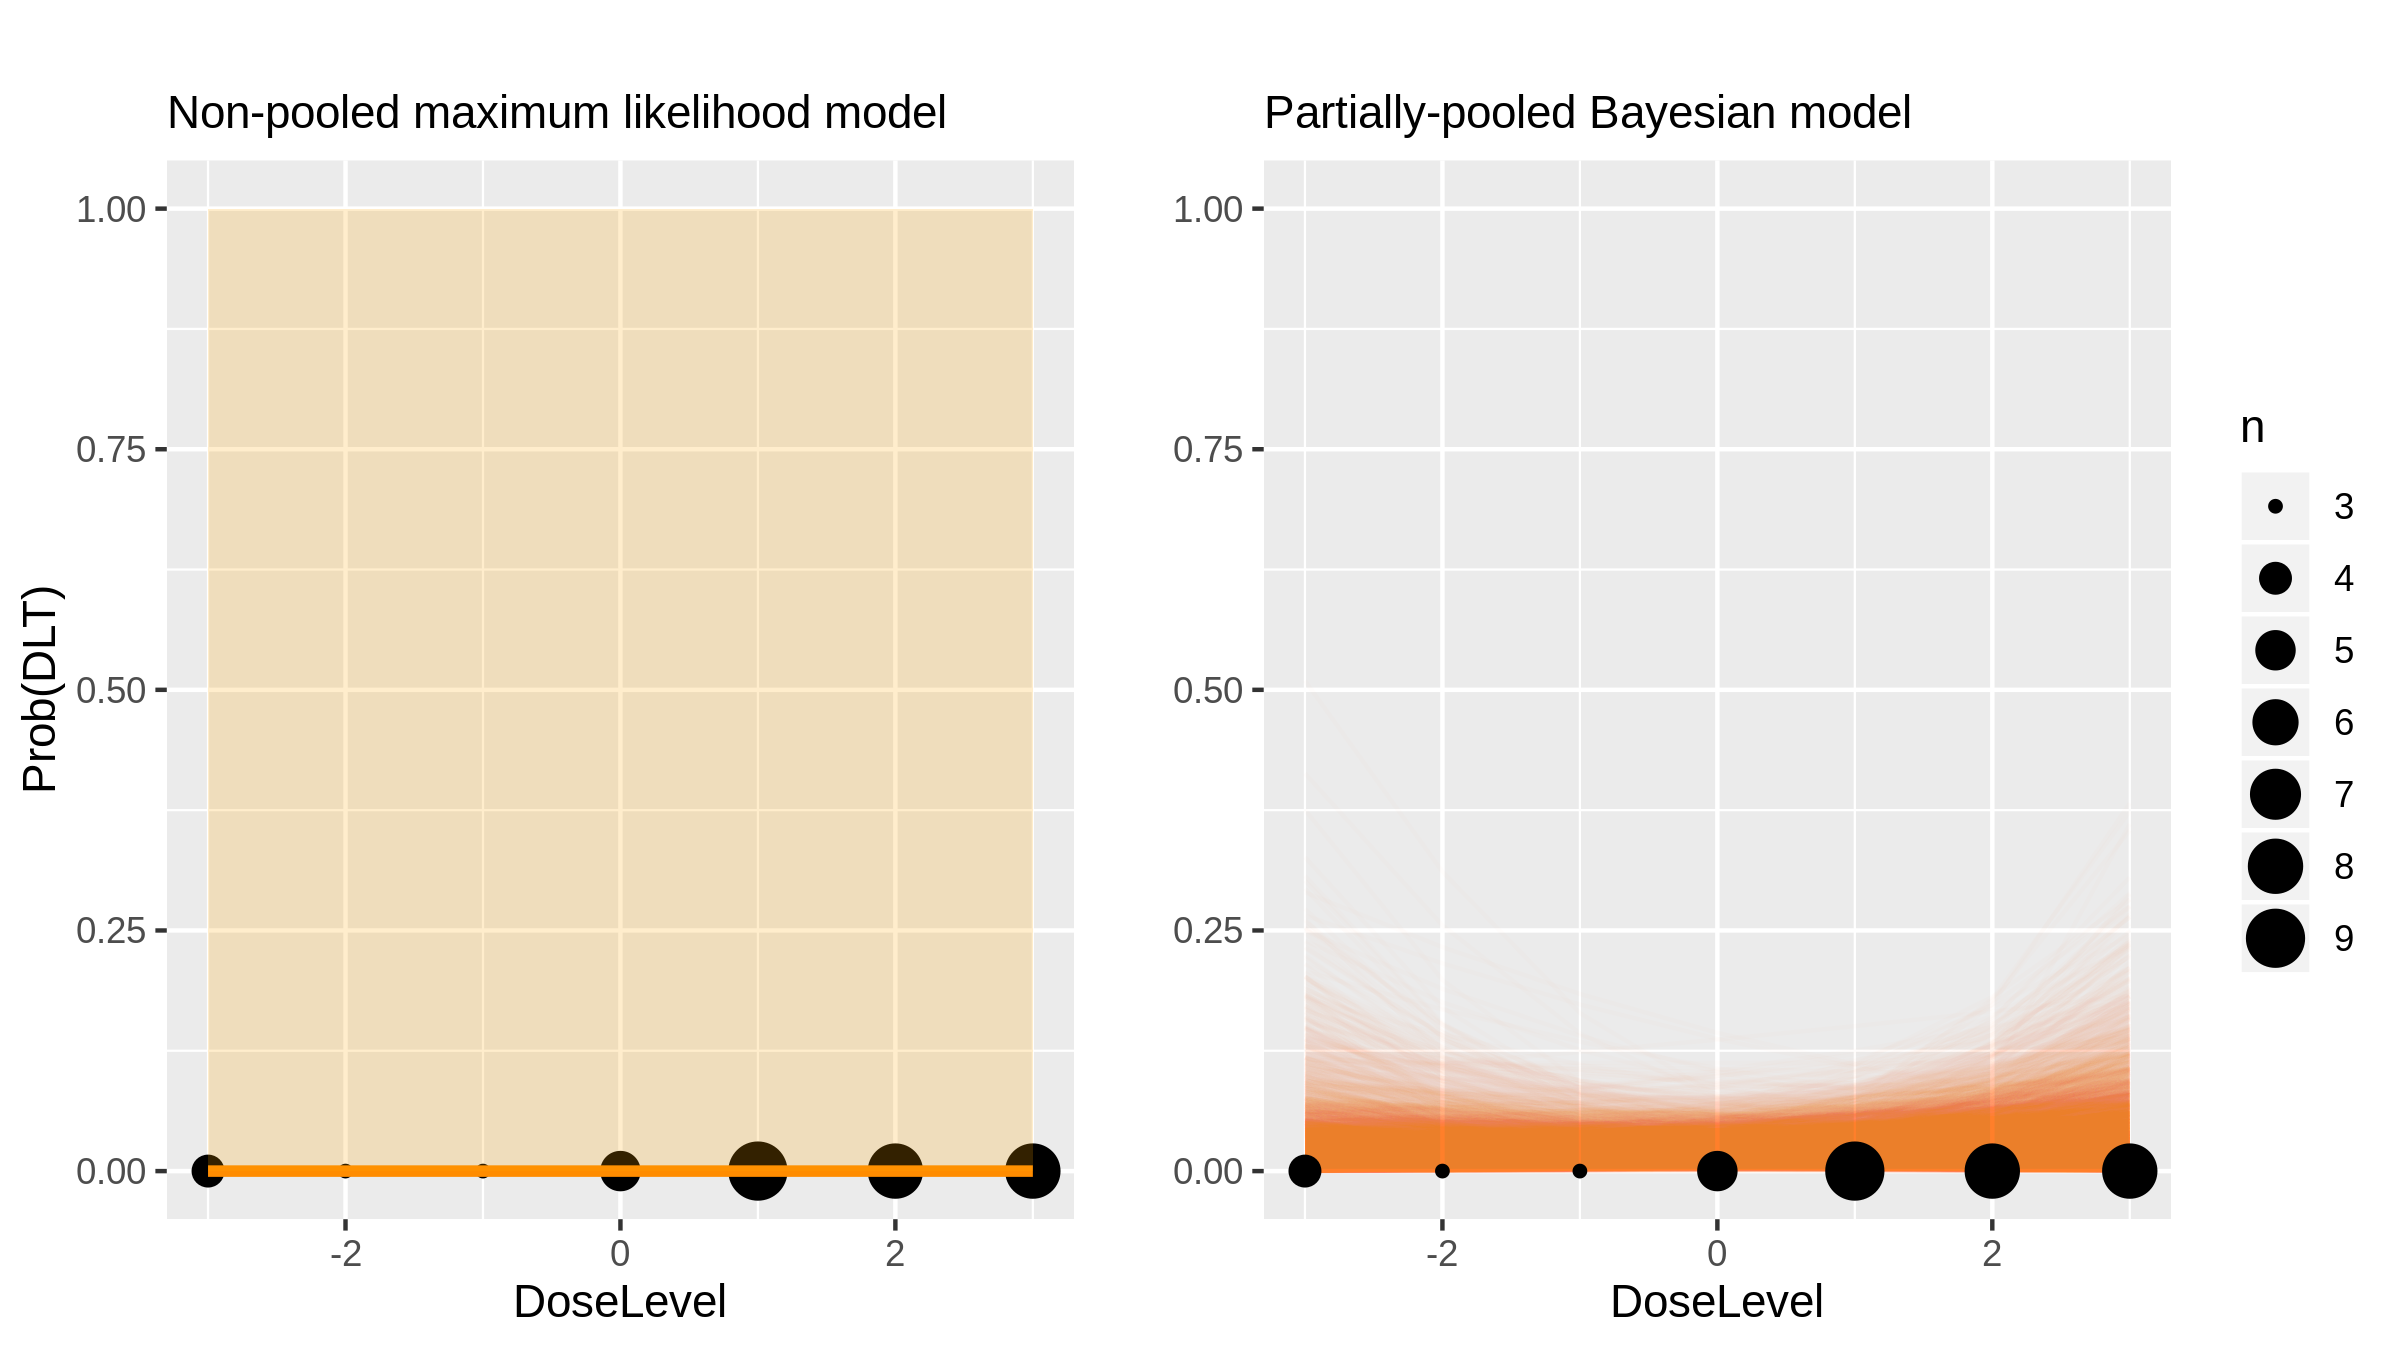 Non-pooled maximum likelihood model
Prob(DLT)
1.00
0.75
0.50
0.25
0.00
-2 0 2
DoseLevel
Partially-pooled Bayesian model
1.00
0.75
0.50
0.25
0.00
-2 0 2
DoseLevel
n
3
4
5
6
7
8
9